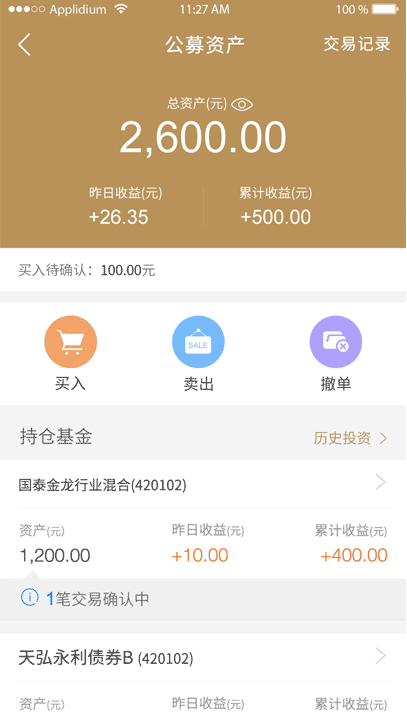 Applidium 11:27 AM 100 %
公募资产 交易记录
总资产(元)
2,600.00
昨日收益(元) 累计收益(元)
+26.35 +500.00
买入待确认：100.00元
SALE
买入 卖出 撤单
持仓基金 历史投资
国泰金龙行业混合(420102)
资产(元) 昨日收益(元) 累计收益(元)
1,200.00 +10.00 +400.00
1笔交易确认中
天弘永利债券B (420102)
资产(元) 昨日收益(元) 累计收益(元)